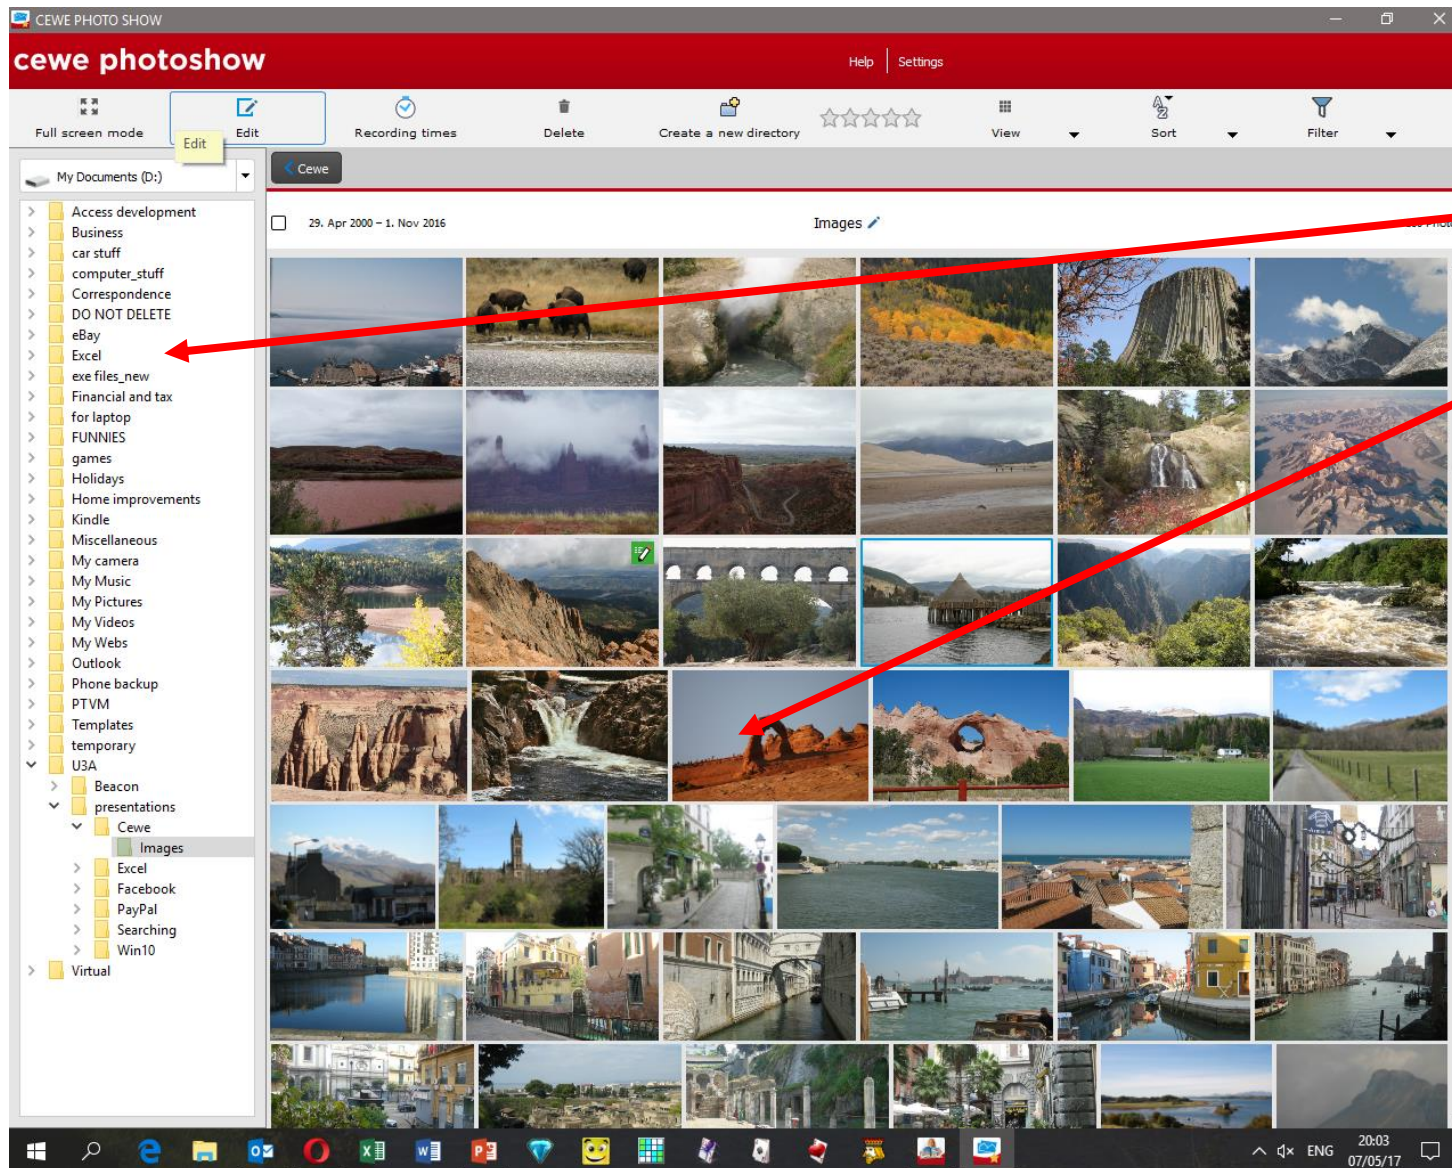 CEWE PHOTO SHOW
cewe photoshow
Help Settings
Full screen mode Edit Recording times Delete Create a new directory View Sort Filter
Edit
My Documents (D:)
Cewe
29. Apr 2000 – 1. Nov 2016 Images
Access development
Business
car stuff
computer_stuff
Correspondence
DO NOT DELETE
eBay
Excel
exe files_new
Financial and tax
for laptop
FUNNIES
games
Holidays
Home improvements
Kindle
Miscellaneous
My camera
My Music
My Pictures
My Videos
My Webs
Outlook
Phone backup
PTVM
Templates
temporary
U3A
Beacon
presentations
Cewe
Images
Excel
Facebook
PayPal
Searching
Win10
Virtual
ENG
20:03
07/05/17